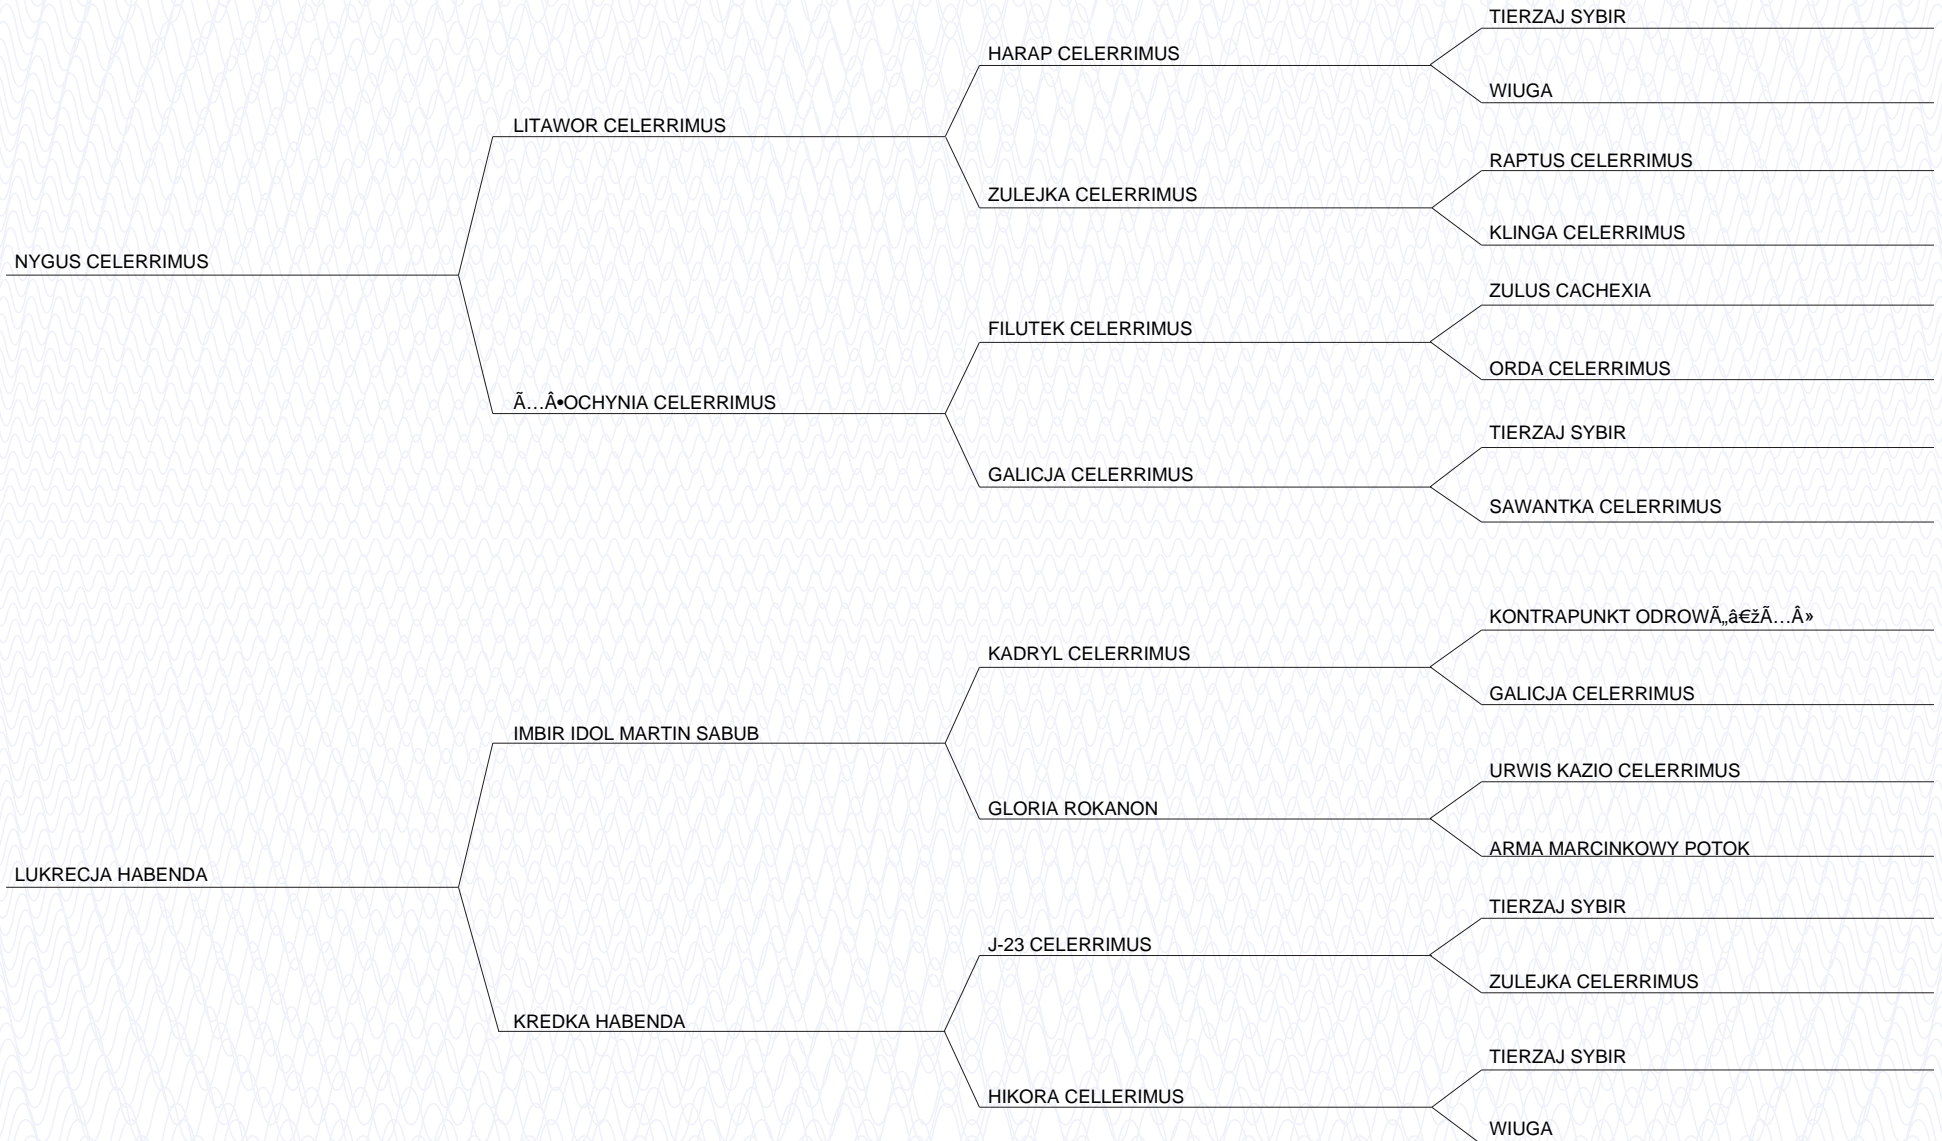 TIERZAJ SYBIR
HARAP CELERRIMUS
WIUGA
LITAWOR CELERRIMUS
RAPTUS CELERRIMUS
ZULEJKA CELERRIMUS
KLINGA CELERRIMUS
NYGUS CELERRIMUS
ZULUS CACHEXIA
FILUTEK CELERRIMUS
ORDA CELERRIMUS
Ã…Â•OCHYNIA CELERRIMUS
TIERZAJ SYBIR
GALICJA CELERRIMUS
SAWANTKA CELERRIMUS
KONTRAPUNKT ODROWÃ„â€žÃ…Â»
KADRYL CELERRIMUS
GALICJA CELERRIMUS
IMBIR IDOL MARTIN SABUB
URWIS KAZIO CELERRIMUS
GLORIA ROKANON
ARMA MARCINKOWY POTOK
LUKRECJA HABENDA
TIERZAJ SYBIR
J-23 CELERRIMUS
ZULEJKA CELERRIMUS
KREDKA HABENDA
TIERZAJ SYBIR
HIKORA CELLERIMUS
WIUGA